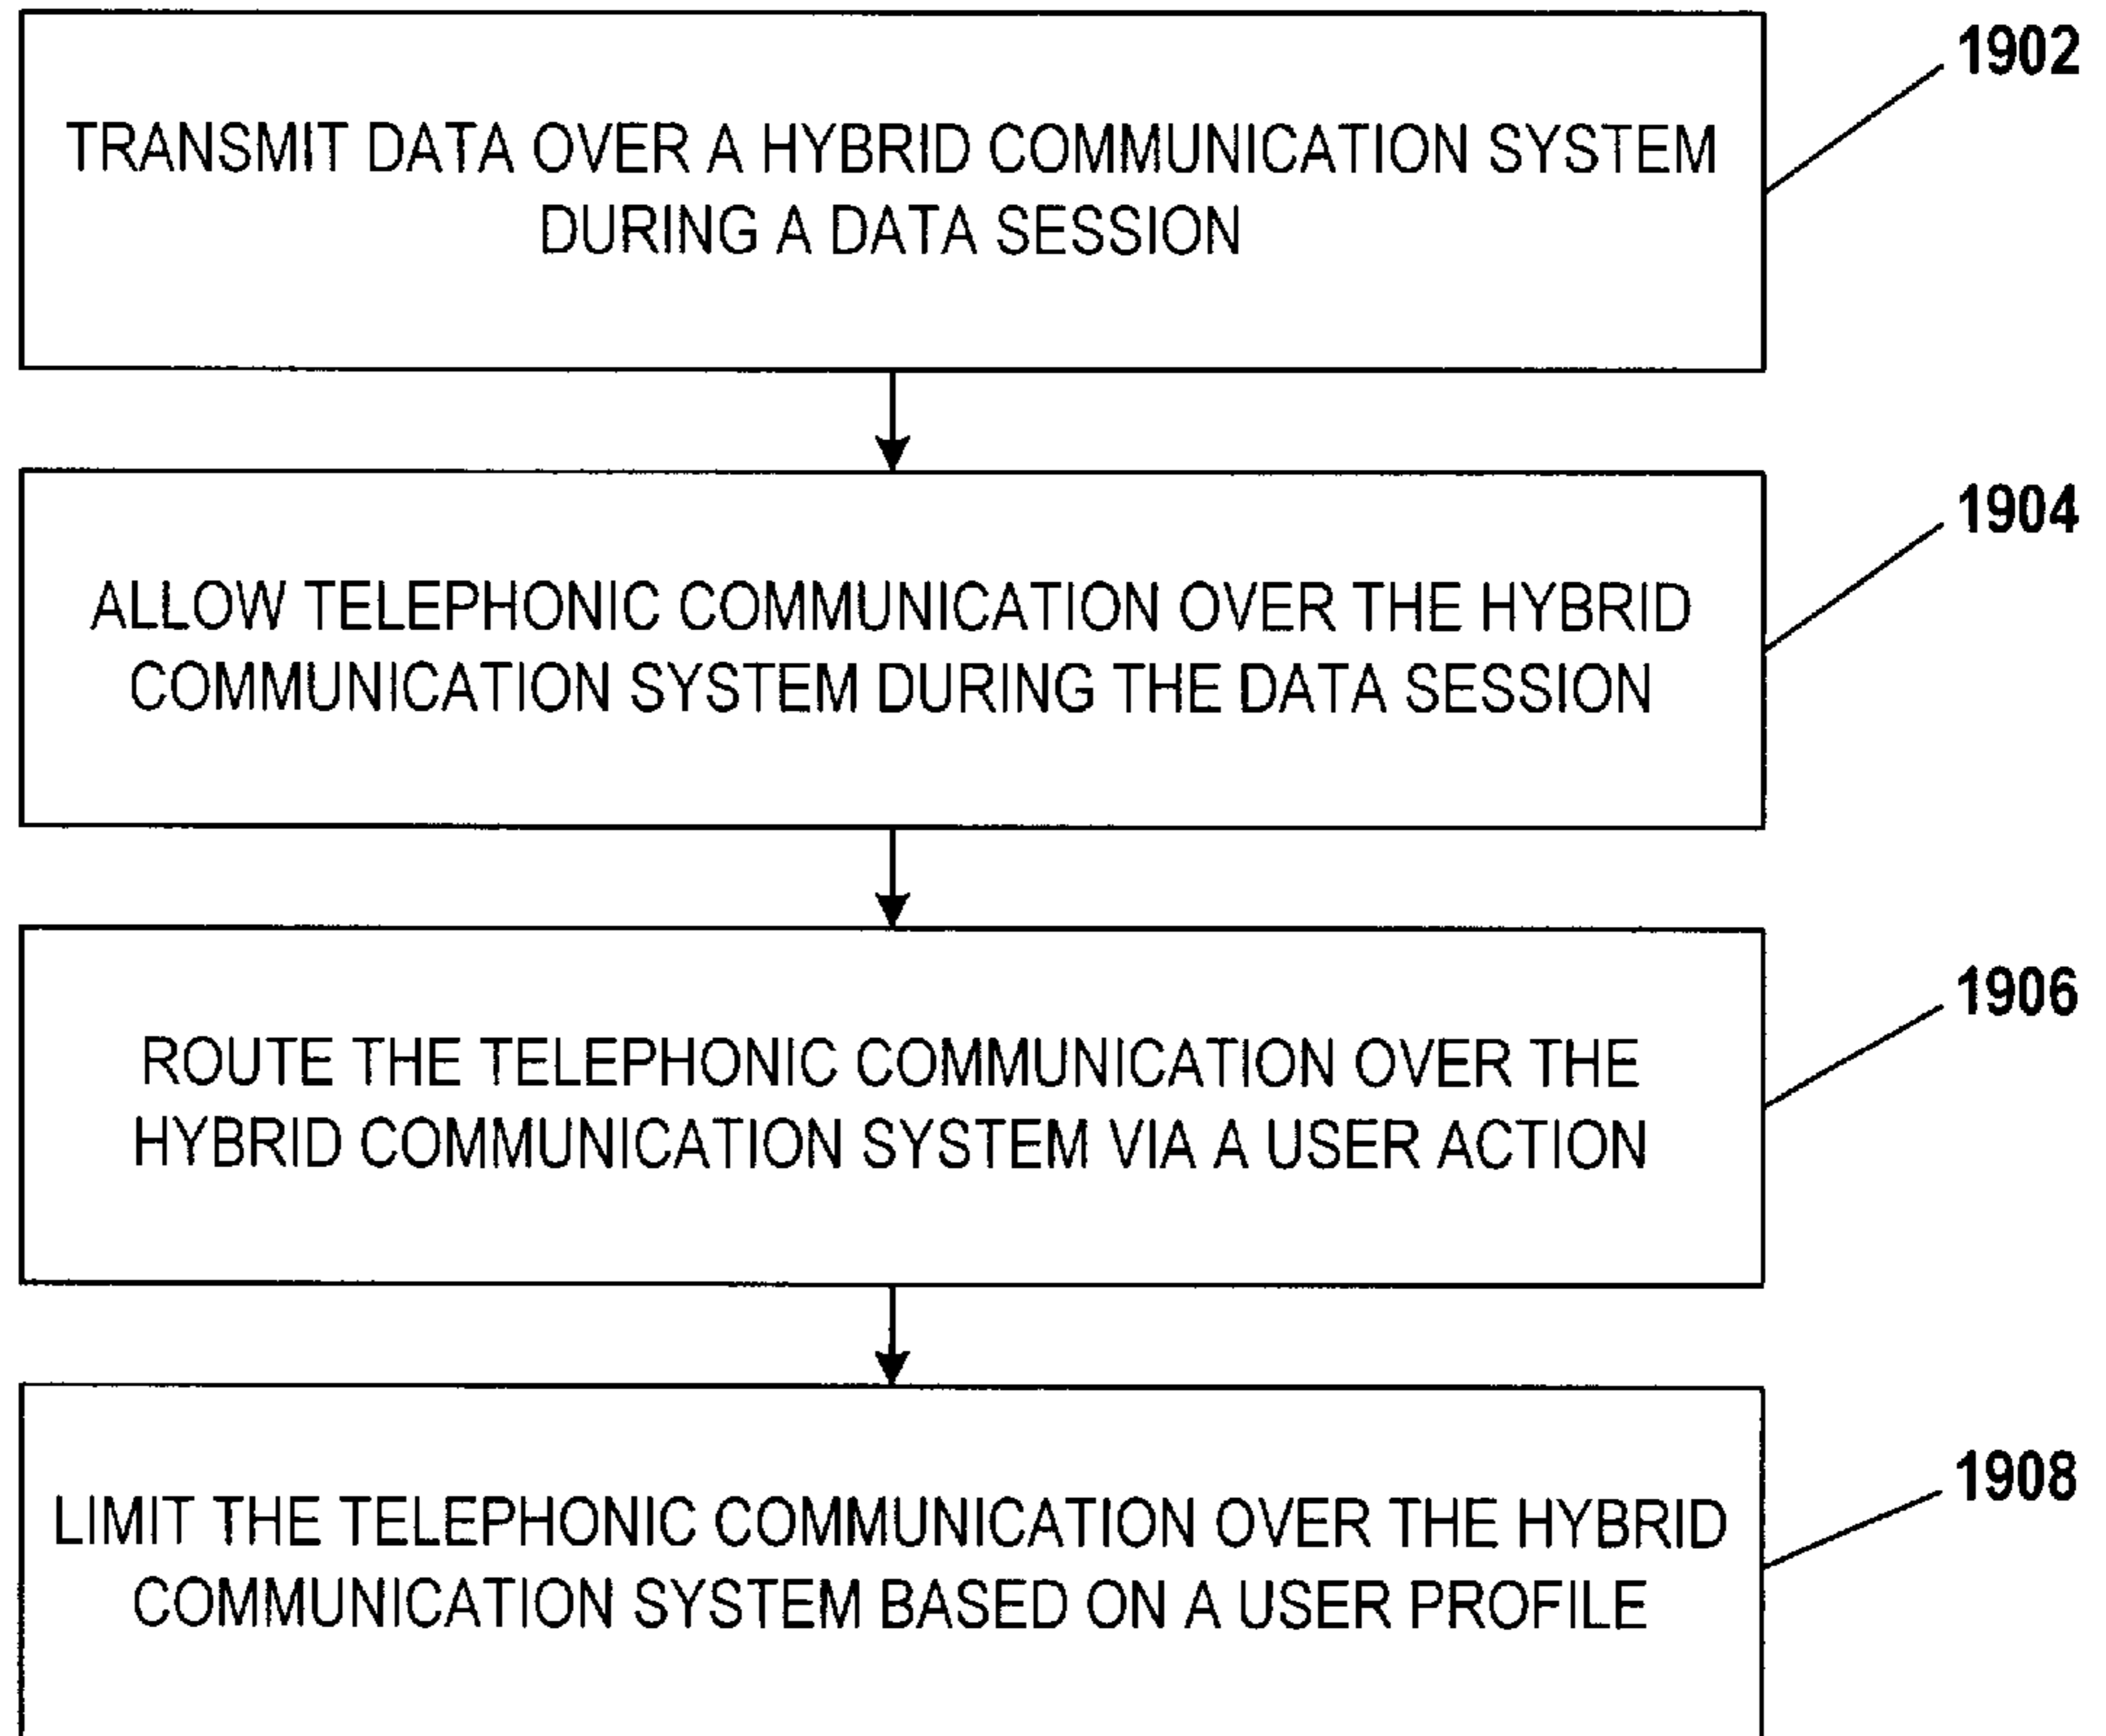 1902
TRANSMIT DATA OVER A HYBRID COMMUNICATION SYSTEM
DURING A DATA SESSION
1904
ALLOW TELEPHONIC COMMUNICATION OVER THE HYBRID
COMMUNICATION SYSTEM DURING THE DATA SESSION
1906
ROUTE THE TELEPHONIC COMMUNICATION OVER THE
HYBRID COMMUNICATION SYSTEM VIA A USER ACTION
1908
LIMIT THE TELEPHONIC COMMUNICATION OVER THE HYBRID
COMMUNICATION SYSTEM BASED ON A USER PROFILE